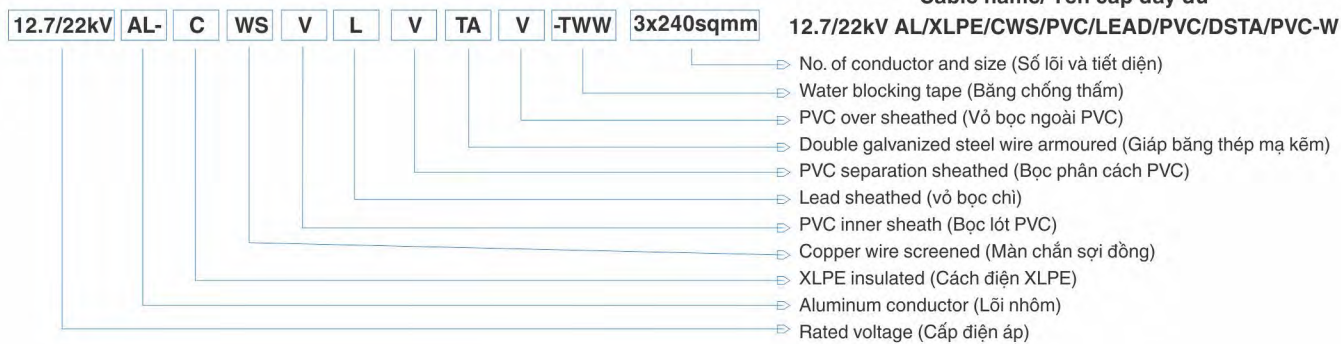 Cable name/ Tên cáp đầy đủ
12.7/22kV AL- C WS V L V TA V -TWW 3x240sqmm 12.7/22kV AL/XLPE/CWS/PVC/LEAD/PVC/DSTA/PVC-W
No. of conductor and size (Số lõi và tiết diện)
Water blocking tape (Băng chống thấm)
PVC over sheathed (Vỏ bọc ngoài PVC)
Double galvanized steel wire armoured (Giáp băng thép mạ kẽm)
PVC separation sheathed (Bọc phân cách PVC)
Lead sheathed (vỏ bọc chì)
PVC inner sheath (Bọc lót PVC)
Copper wire screened (Màn chắn sợi đồng)
XLPE insulated (Cách điện XLPE)
Aluminum conductor (Lõi nhôm)
Rated voltage (Cấp điện áp)